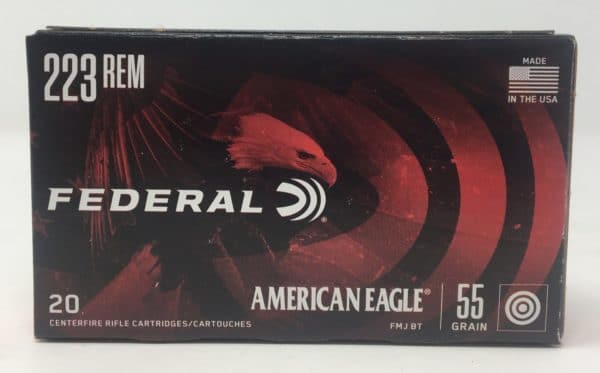 223 REM
MADE
IN THE USA
FEDERAL®
20
CENTERFIRE RIFLE CARTRIDGES/CARTOUCHES
AMERICAN EAGLE®
FMJ BT
55
GRAIN